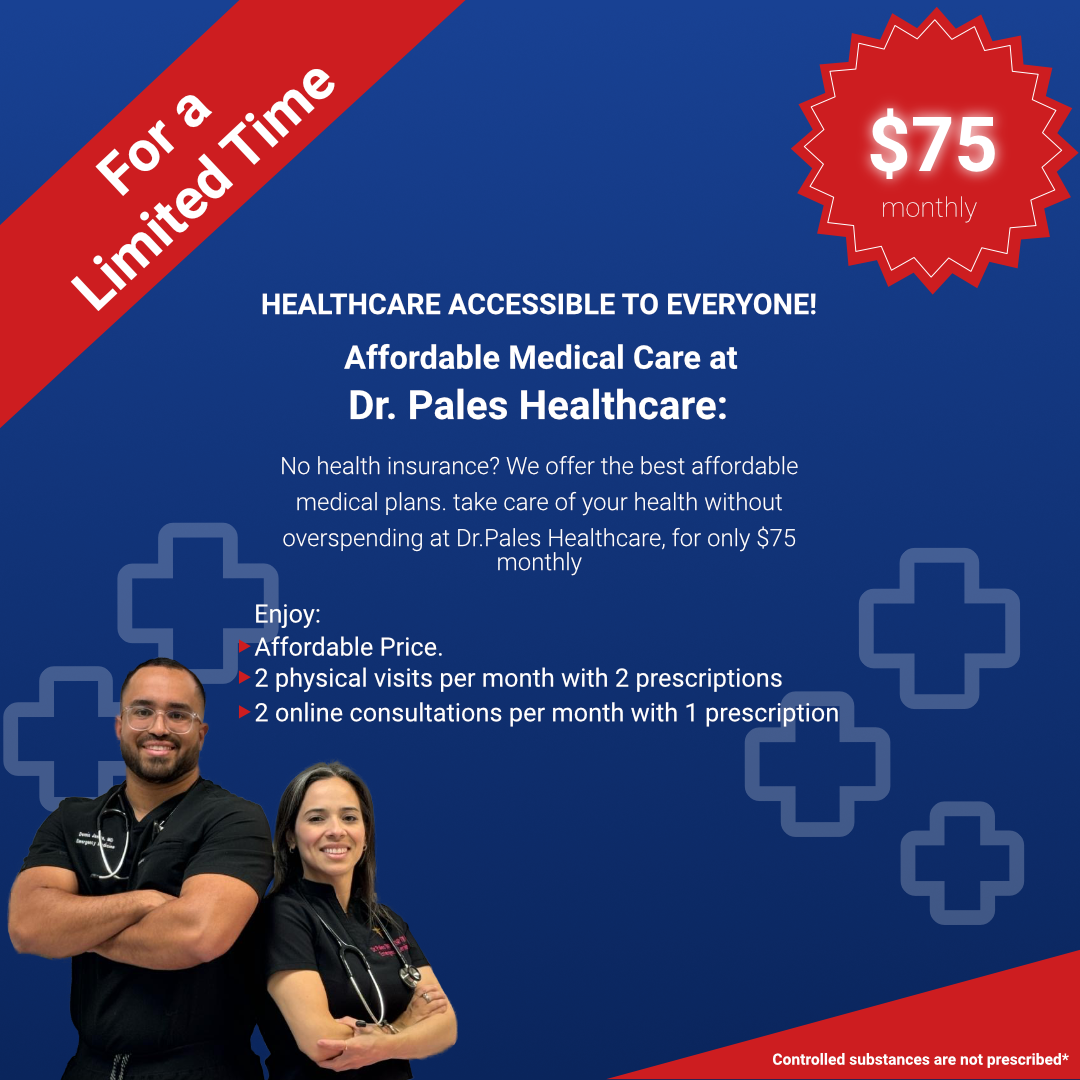 For a
Limited Time
$75
monthly
HEALTHCARE ACCESSIBLE TO EVERYONE!
Affordable Medical Care at
Dr. Pales Healthcare:
No health insurance? We offer the best affordable
medical plans. take care of your health without
overspending at Dr.Pales Healthcare, for only $75
monthly
Enjoy:
Affordable Price.
2 physical visits per month with 2 prescriptions
2 online consultations per month with 1 prescription
Controlled substances are not prescribed*